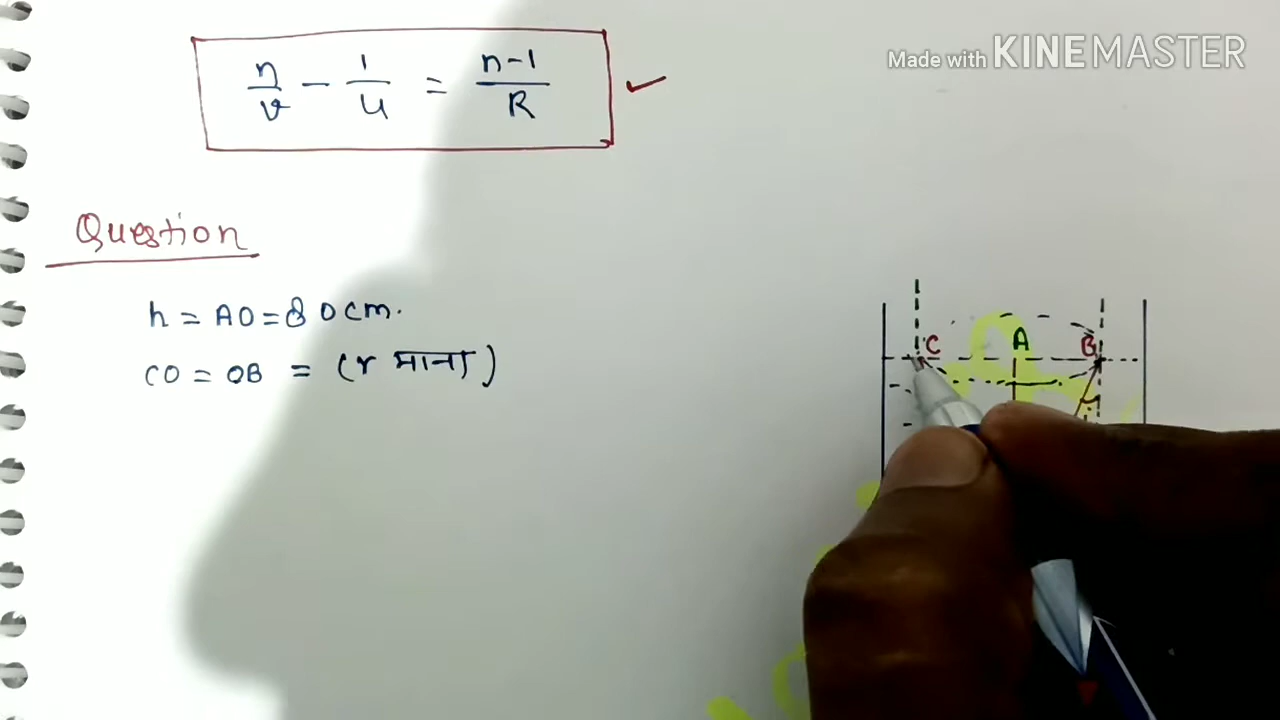 Made with KINEMASTER
n/v - 1/u = n-1/R ✓
Question
h = AO = 80 cm.
CO = OB = (r माना)
C A B
i